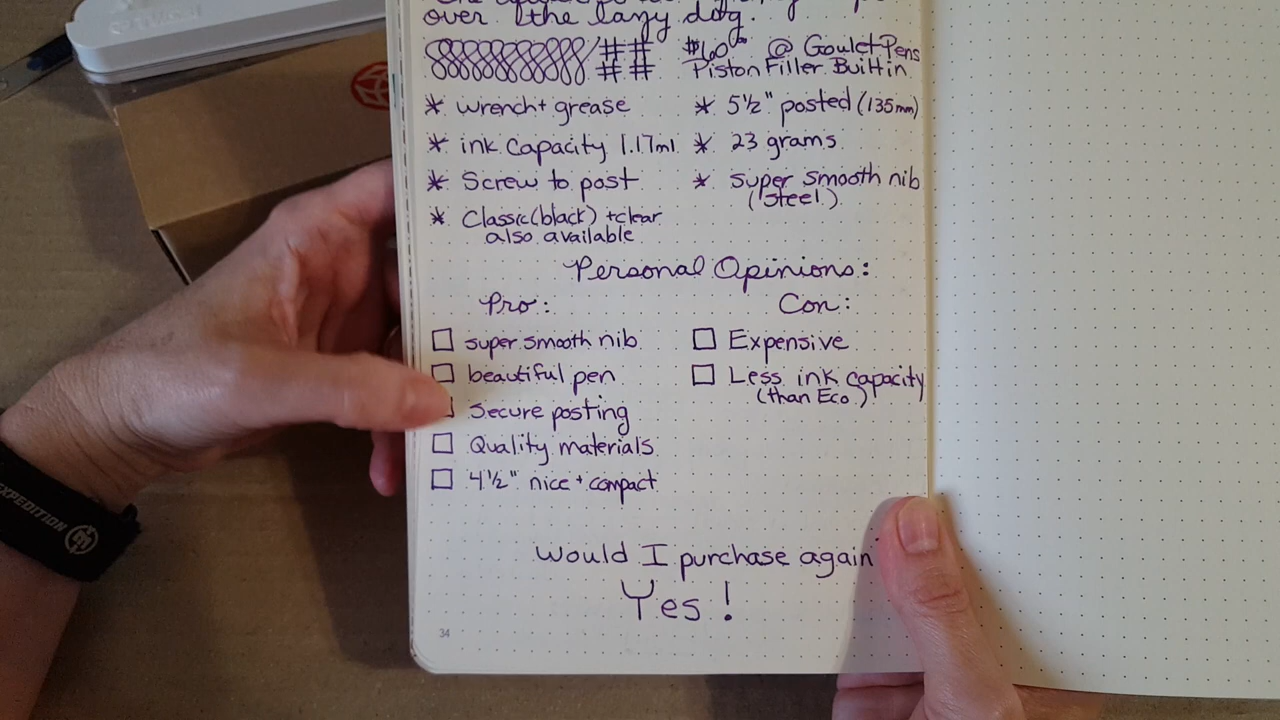 over the lazy dog.
## $60⁰⁰ @ Goulet Pens
## Piston Filler Built in
* wrench + grease
* 5½" posted (135mm)
* ink capacity 1.17ml
* 23 grams
* Screw to post
* super smooth nib
(Steel)
* Classic (black) + clear
also available
Personal Opinions:
Pro:
Con:
super smooth nib
Expensive
beautiful pen
Less ink capacity
(than Eco)
Secure posting
Quality materials
4½" nice + compact
would I purchase again
Yes!
34
EXPEDITION